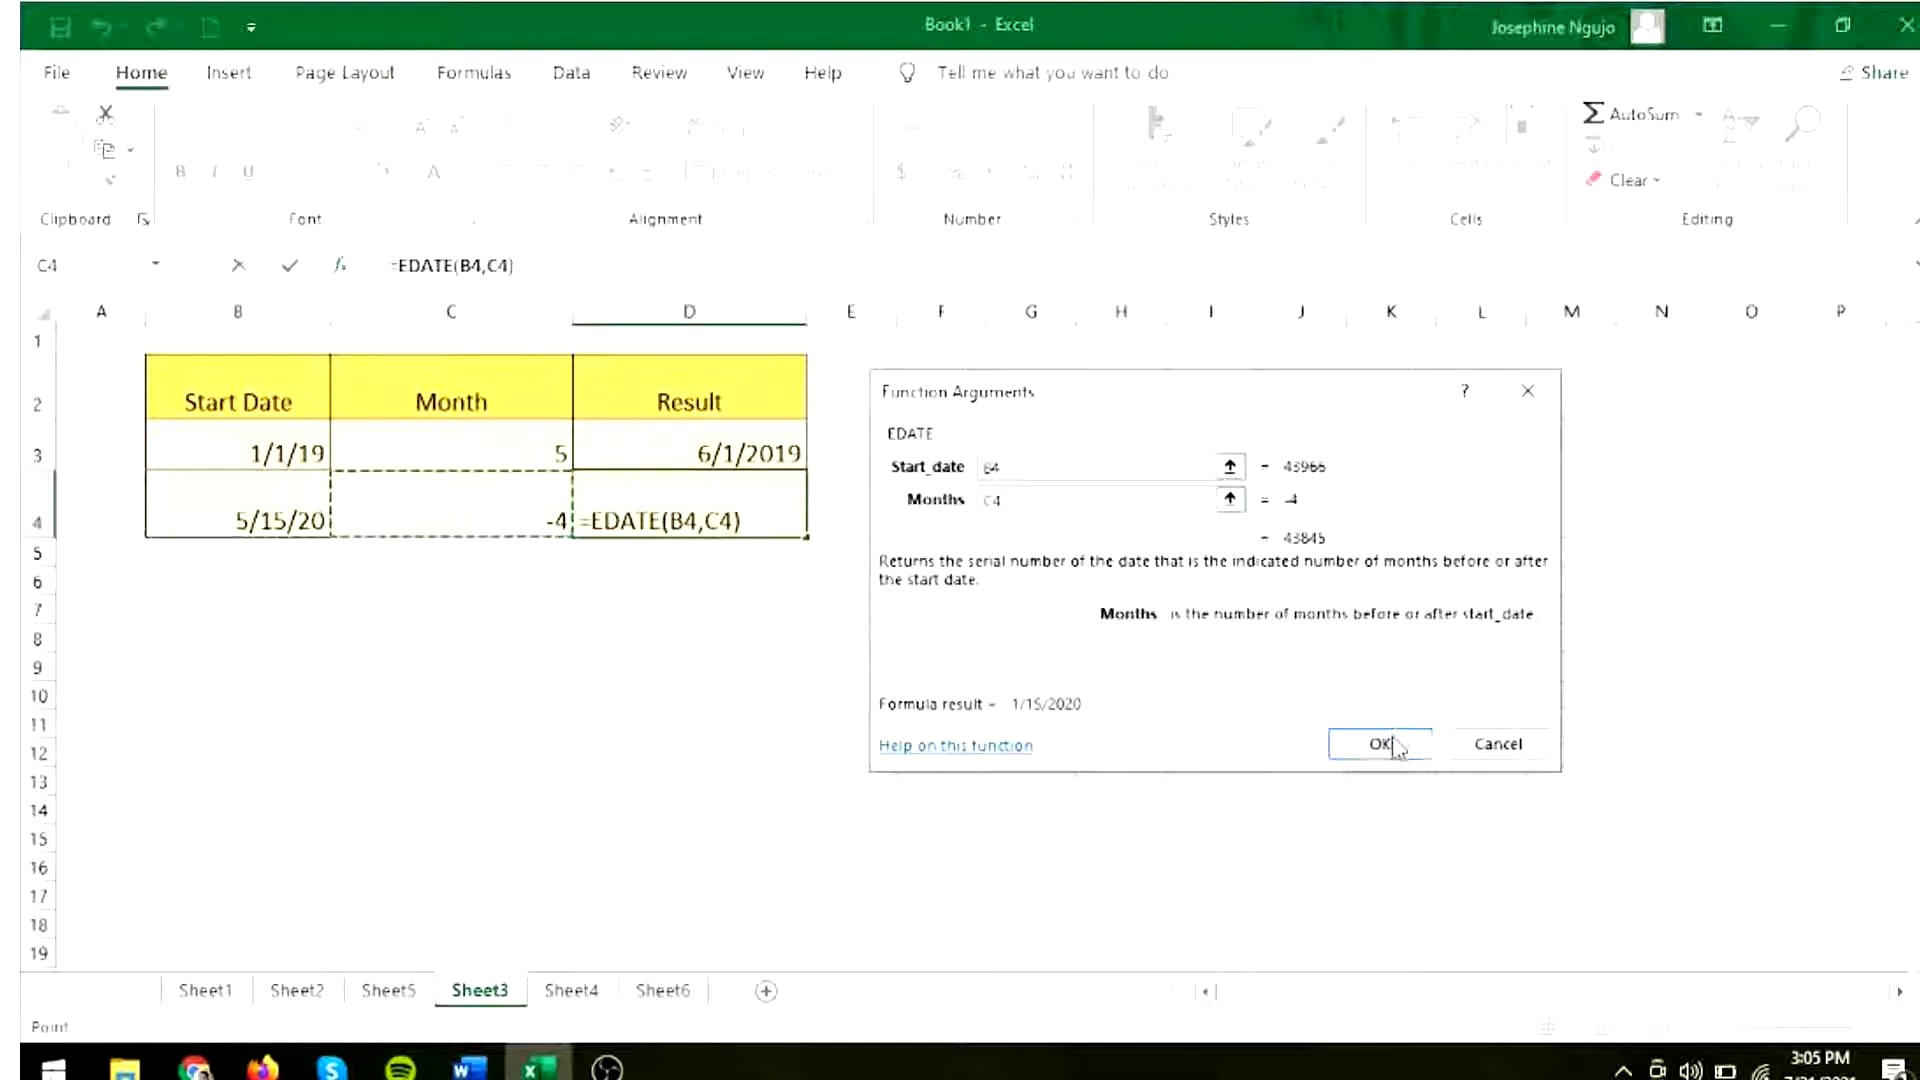 Book1 - Excel
Josephine Ngujo
File Home Insert Page Layout Formulas Data Review View Help Tell me what you want to do Share
AutoSum
B I U A $
Clear
Clipboard Font Alignment Number Styles Cells Editing
C4 fx =EDATE(B4,C4)
A B C D E F G H I J K L M N O P
1
2 Start Date Month Result
3 1/1/19 5 6/1/2019
4 5/15/20 -4 =EDATE(B4,C4)
5
6
7
8
9
10
11
12
13
14
15
16
17
18
19
Function Arguments ? ×
EDATE
Start_date B4 = 43966
Months C4 = -4
= 43845
Returns the serial number of the date that is the indicated number of months before or after
the start date.
Months is the number of months before or after start_date
Formula result = 1/15/2020
Help on this function OK Cancel
Sheet1 Sheet2 Sheet5 Sheet3 Sheet4 Sheet6
Point
3:05 PM